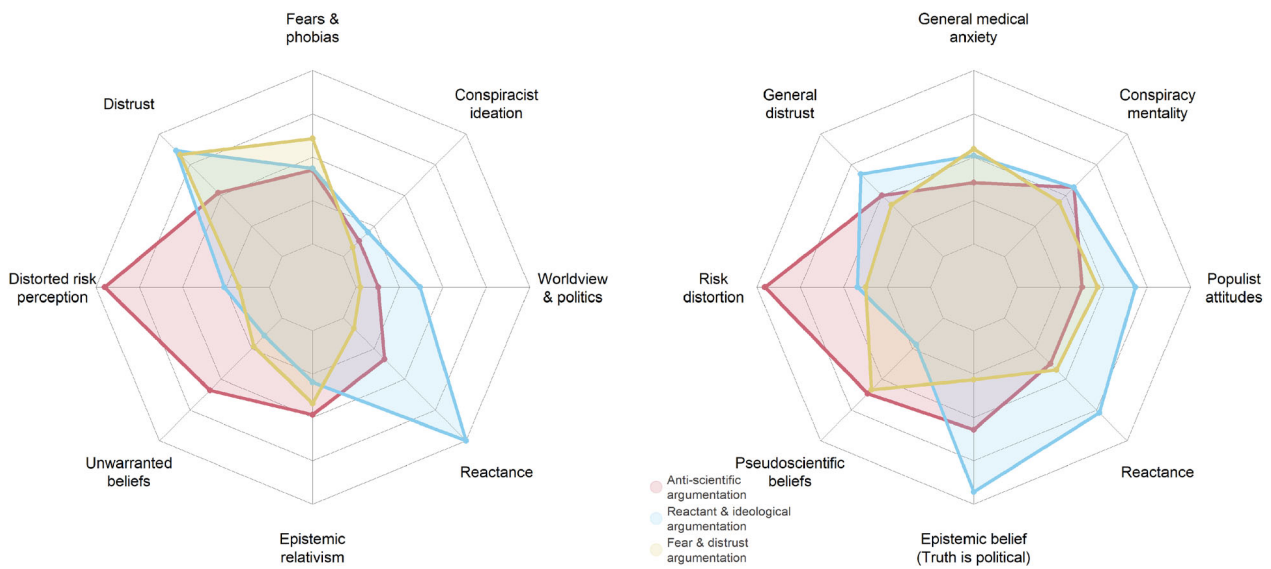 Fears &
phobias
Distrust
Conspiracist
ideation
Distorted risk
perception
Worldview
& politics
Unwarranted
beliefs
Reactance
Epistemic
relativism
General medical
anxiety
General
distrust
Conspiracy
mentality
Risk
distortion
Populist
attitudes
Pseudoscientific
beliefs
Reactance
Epistemic belief
(Truth is political)
Anti-scientific
argumentation
Reactant & ideological
argumentation
Fear & distrust
argumentation